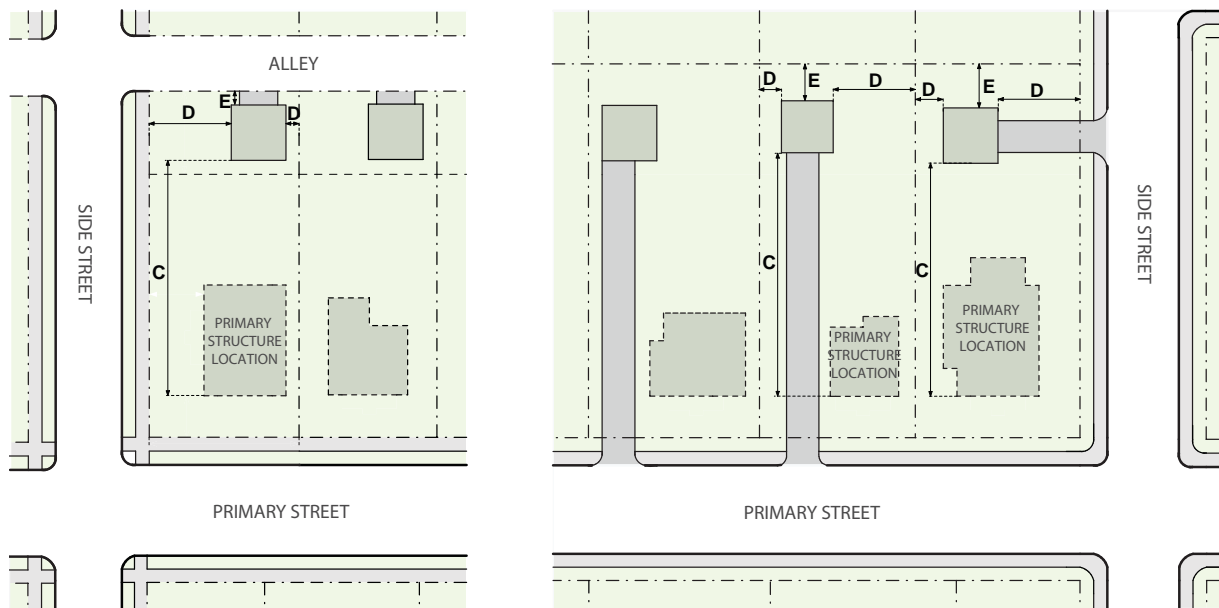 ALLEY
E
D
D
C
SIDE STREET
PRIMARY
STRUCTURE
LOCATION
PRIMARY STREET
D
E
D
D
E
D
C
C
PRIMARY
STRUCTURE
LOCATION
PRIMARY
STRUCTURE
LOCATION
SIDE STREET
PRIMARY STREET